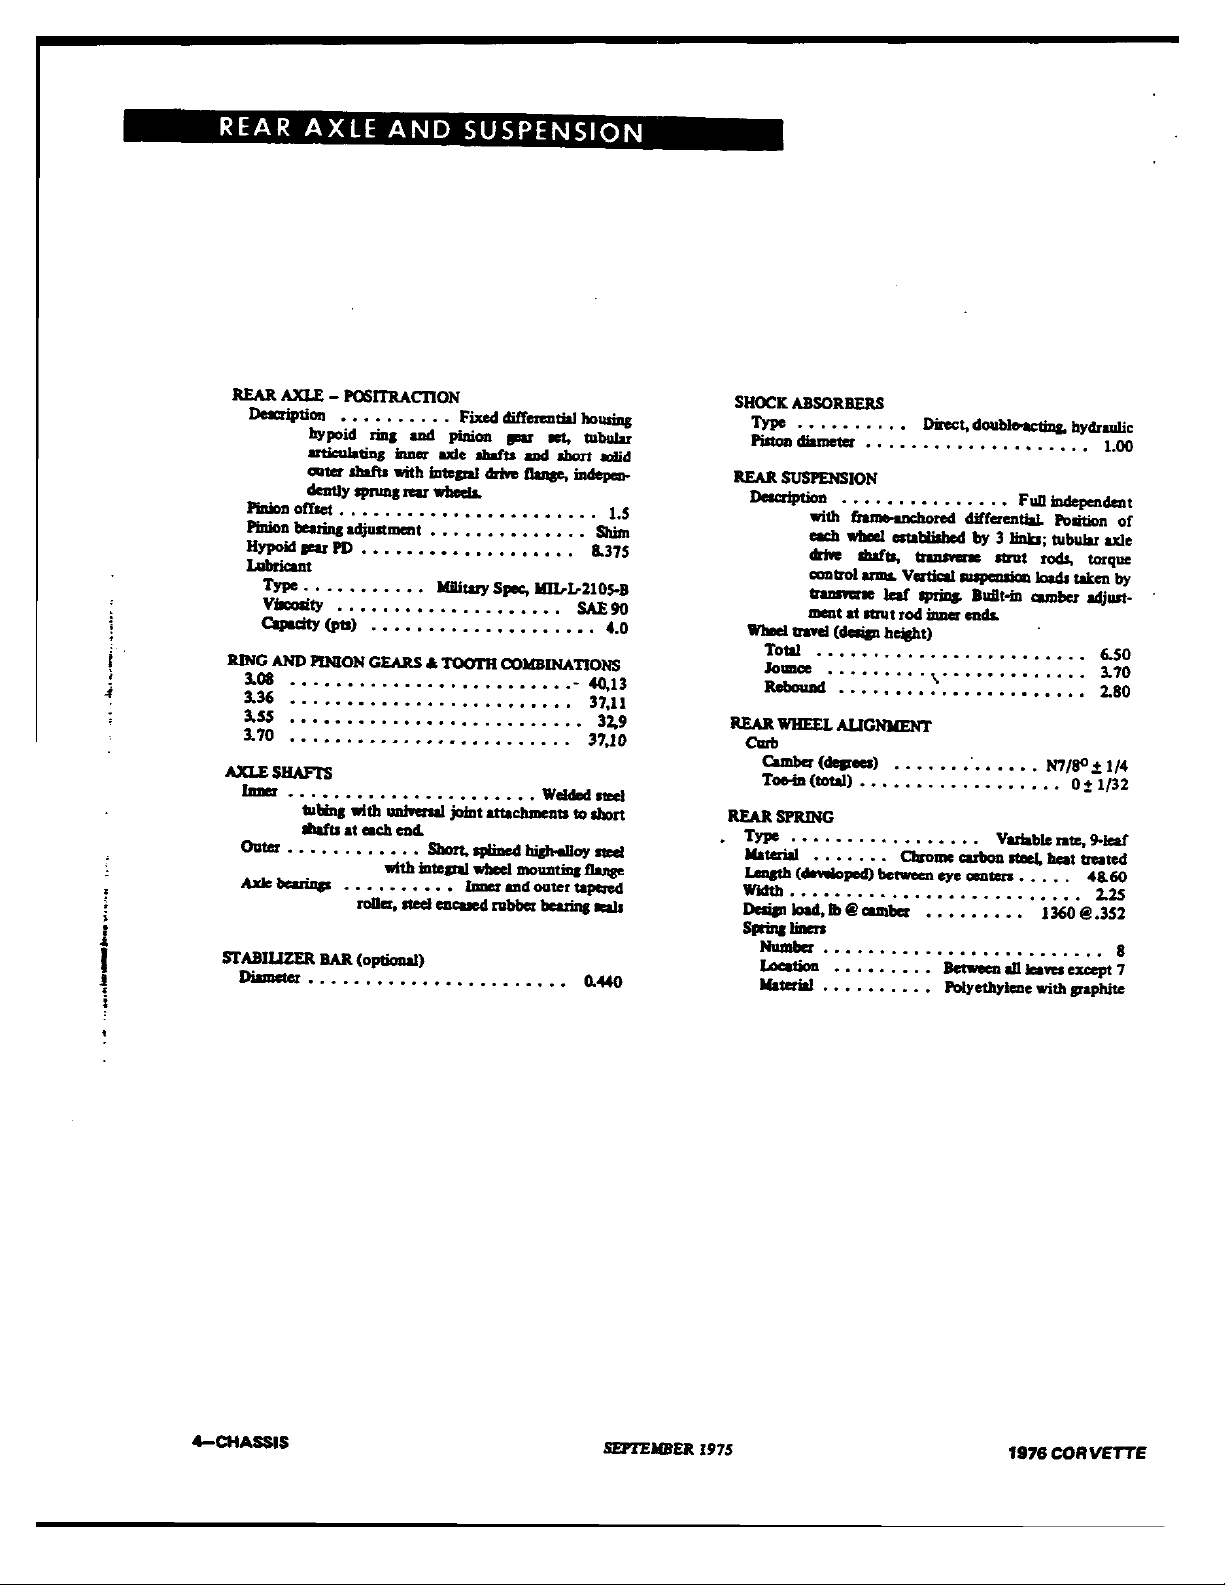 REAR AXLE AND SUSPENSION
REAR AXLE – POSITRACTION
Description . . . . . . . . . . Fixed differential housing
hypoid ring and pinion gear set, tubular
articulating inner axle shafts and short solid
outer shafts with integral drive flange, indepen-
dently sprung rear wheels.
Pinion offset . . . . . . . . . . . . . . . . . . . . . . . 1.5
Pinion bearing adjustment . . . . . . . . . . . . . . Shim
Hypoid gear PD . . . . . . . . . . . . . . . . . . . 8.375
Lubricant
Type . . . . . . . . . . . Military Spec, MIL-L-2105-B
Viscosity . . . . . . . . . . . . . . . . . . . . SAE 90
Capacity (pts) . . . . . . . . . . . . . . . . . . . . 4.0
RING AND PINION GEARS & TOOTH COMBINATIONS
3.08 . . . . . . . . . . . . . . . . . . . . . . . . . 40,13
3.36 . . . . . . . . . . . . . . . . . . . . . . . . . 37,11
3.55 . . . . . . . . . . . . . . . . . . . . . . . . . . 32,9
3.70 . . . . . . . . . . . . . . . . . . . . . . . . . 37,10
AXLE SHAFTS
Inner . . . . . . . . . . . . . . . . . . . . . . Welded steel
tubing with universal joint attachments to short
shafts at each end.
Outer . . . . . . . . . . . . Short, splined high-alloy steel
with integral wheel mounting flange
Axle bearings . . . . . . . . . . Inner and outer tapered
roller, steel encased rubber bearing seals
STABILIZER BAR (optional)
Diameter . . . . . . . . . . . . . . . . . . . . . . . 0.440
SHOCK ABSORBERS
Type . . . . . . . . . . Direct, double-acting, hydraulic
Piston diameter . . . . . . . . . . . . . . . . . . . . 1.00
REAR SUSPENSION
Description . . . . . . . . . . . . . . . Full independent
with frame-anchored differential. Position of
each wheel established by 3 links; tubular axle
drive shafts, transverse strut rods, torque
control arms. Vertical suspension loads taken by
transverse leaf spring. Built-in camber adjust-
ment at strut rod inner ends.
Wheel travel (design height)
Total . . . . . . . . . . . . . . . . . . . . . . . . 6.50
Jounce . . . . . . . . . . . . . . . . . . . . . . . 3.70
Rebound . . . . . . . . . . . . . . . . . . . . . . 2.80
REAR WHEEL ALIGNMENT
Curb
Camber (degrees) . . . . . . . . . . . . . N7/8° ± 1/4
Toe-in (total) . . . . . . . . . . . . . . . . . . 0 ± 1/32
REAR SPRING
Type . . . . . . . . . . . . . . . . . Variable rate, 9-leaf
Material . . . . . . . Chrome carbon steel, heat treated
Length (developed) between eye centers . . . . . 48.60
Width . . . . . . . . . . . . . . . . . . . . . . . . . . 2.25
Design load, lb @ camber . . . . . . . . . 1360 @ .352
Spring liners
Number . . . . . . . . . . . . . . . . . . . . . . . . . 8
Location . . . . . . . . . Between all leaves except 7
Material . . . . . . . . . . Polyethylene with graphite
4—CHASSIS
SEPTEMBER 1975
1976 CORVETTE